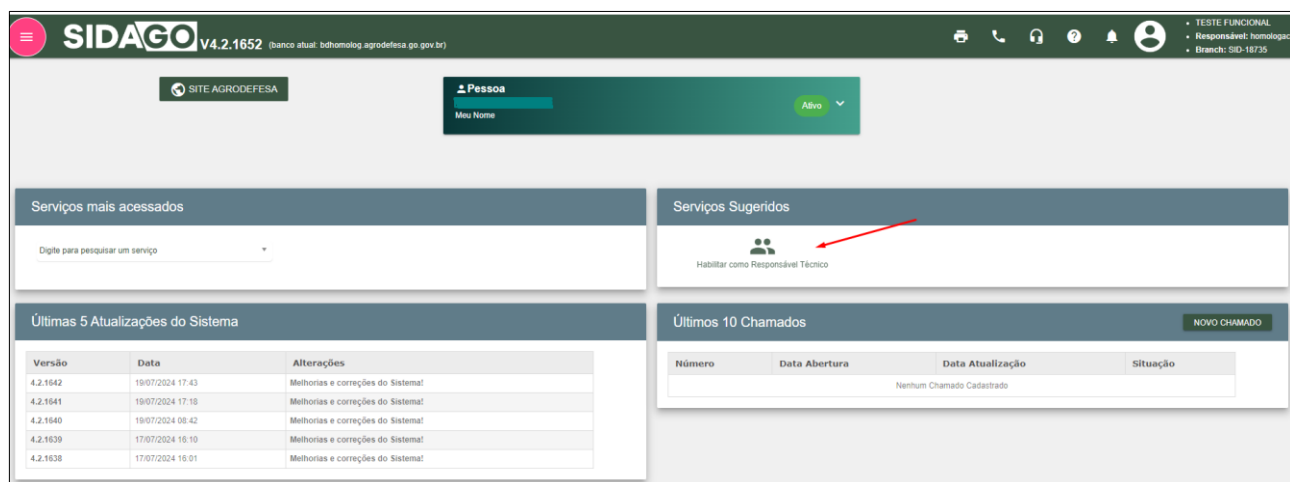 SIDAGO V4.2.1652 (banco atual: bdhomolog.agrodefesa.go.gov.br)
TESTE FUNCIONAL
Responsável: homologac
Branch: SID-18735
SITE AGRODEFESA
Pessoa
Meu Nome
Ativo
Serviços mais acessados
Digite para pesquisar um serviço
Serviços Sugeridos
Habilitar como Responsável Técnico
Últimas 5 Atualizações do Sistema
Versão Data Alterações
4.2.1642 19/07/2024 17:43 Melhorias e correções do Sistema!
4.2.1641 19/07/2024 17:18 Melhorias e correções do Sistema!
4.2.1640 19/07/2024 08:42 Melhorias e correções do Sistema!
4.2.1639 17/07/2024 16:10 Melhorias e correções do Sistema!
4.2.1638 17/07/2024 16:01 Melhorias e correções do Sistema!
Últimos 10 Chamados
NOVO CHAMADO
Número Data Abertura Data Atualização Situação
Nenhum Chamado Cadastrado